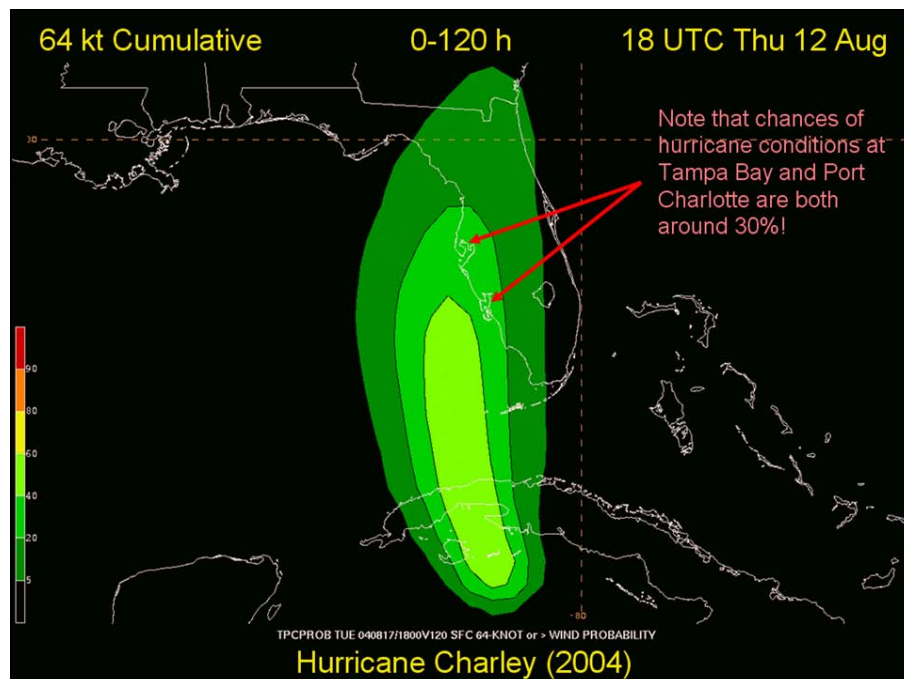 64 kt Cumulative
0-120 h
18 UTC Thu 12 Aug
Note that chances of
hurricane conditions at
Tampa Bay and Port
Charlotte are both
around 30%!
30
90
80
60
40
20
5
-80
TPCPROB TUE 040817/1800V120 SFC 64-KNOT or > WIND PROBABILITY
Hurricane Charley (2004)